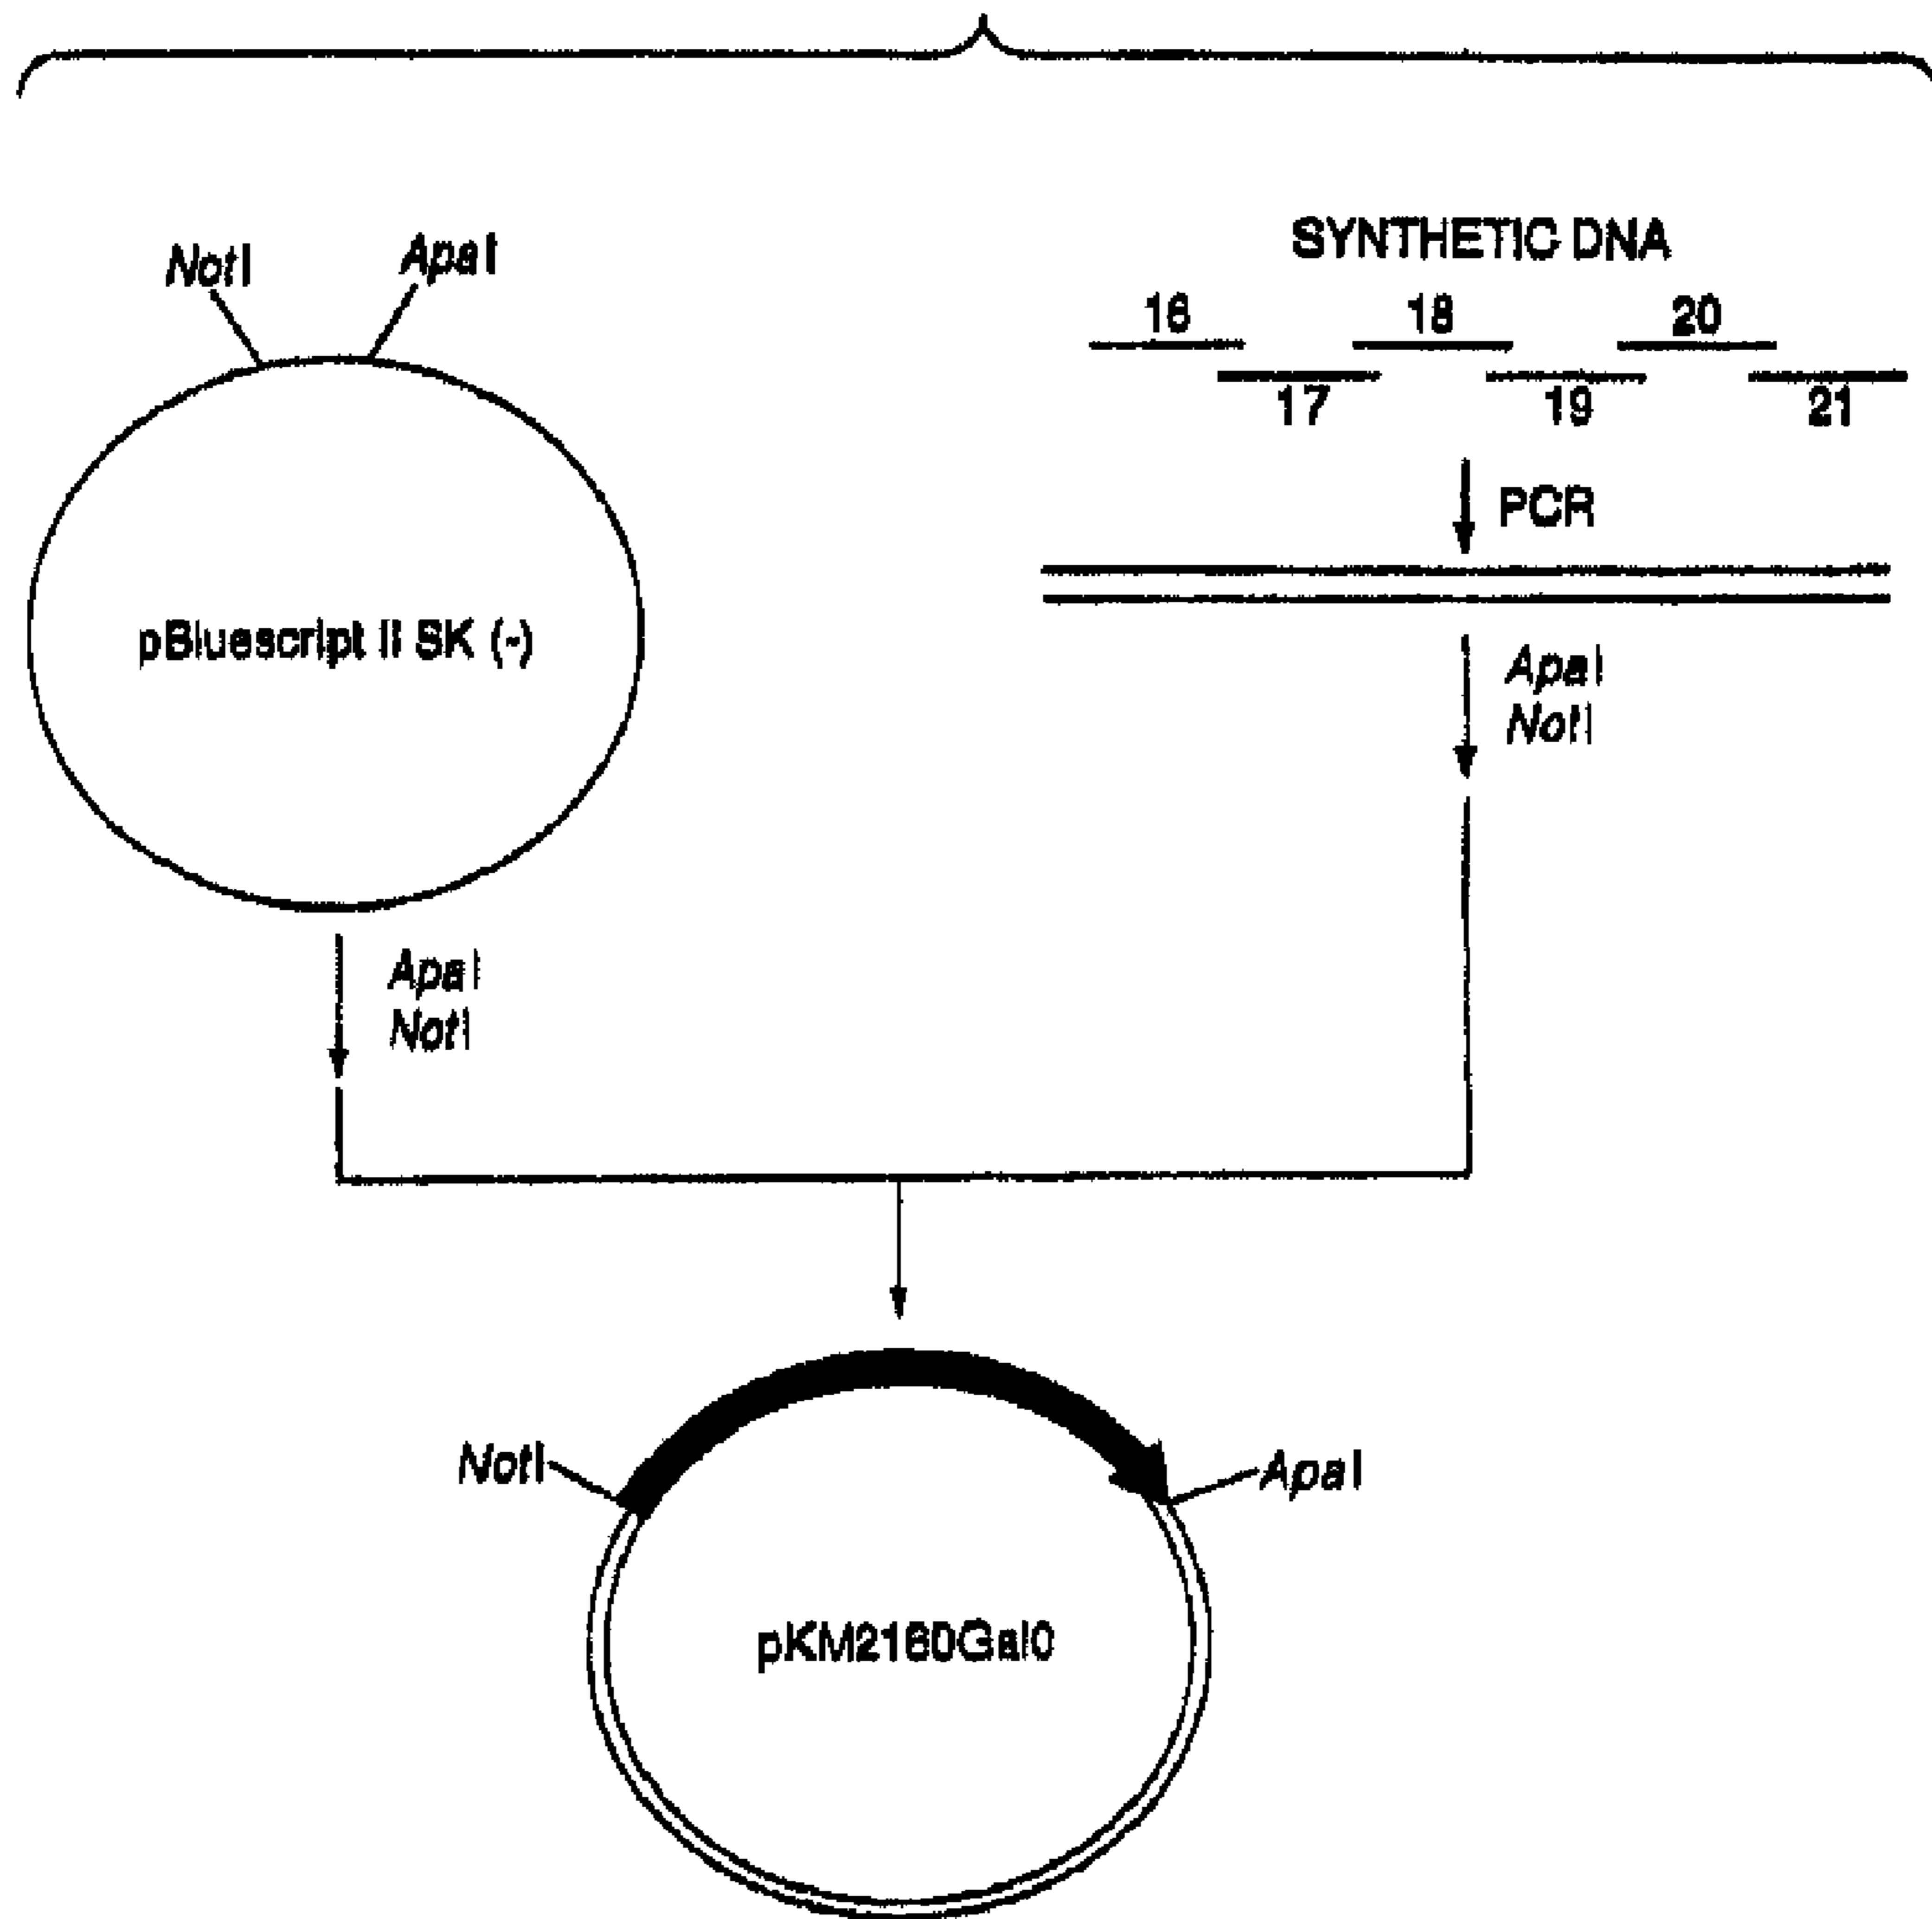 NotI
ApaI
pBluescript II SK (-)
ApaI
NotI
SYNTHETIC DNA
16
18
20
17
19
21
PCR
ApaI
NotI
NotI
ApaI
pKM2160Gal0